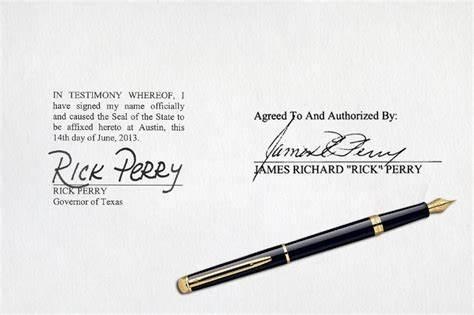 IN TESTIMONY WHEREOF, I
have signed my name officially
and caused the Seal of the State to
be affixed hereto at Austin, this
14th day of June, 2013.
RICK PERRY
RICK PERRY
Governor of Texas
Agreed To And Authorized By:
James Perry
JAMES RICHARD "RICK" PERRY